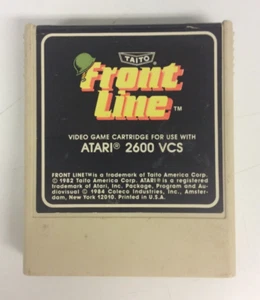 TAITO
Front
Line™
VIDEO GAME CARTRIDGE FOR USE WITH
ATARI® 2600 VCS
FRONT LINE™ is a trademark of Taito America Corp.
© 1982 Taito America Corp. ATARI® is a registered
trademark of Atari, Inc. Package, Program and Au-
diovisual © 1984 Coleco Industries, Inc., Amster-
dam, New York 12010. Printed in U.S.A.